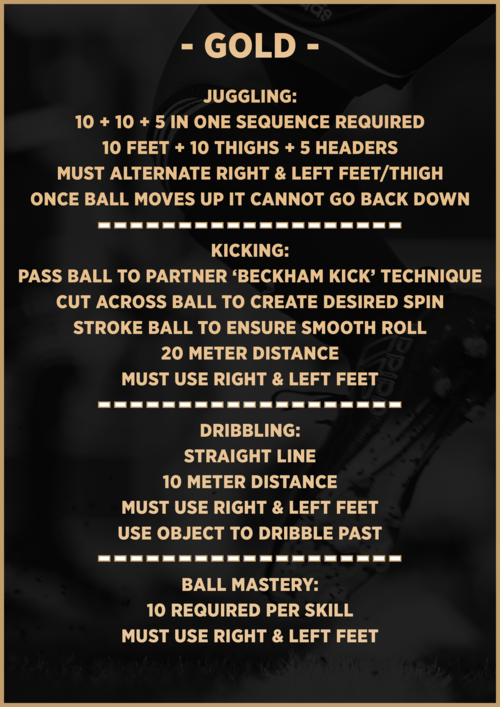 - GOLD -
JUGGLING:
10 + 10 + 5 IN ONE SEQUENCE REQUIRED
10 FEET + 10 THIGHS + 5 HEADERS
MUST ALTERNATE RIGHT & LEFT FEET/THIGH
ONCE BALL MOVES UP IT CANNOT GO BACK DOWN
KICKING:
PASS BALL TO PARTNER ‘BECKHAM KICK’ TECHNIQUE
CUT ACROSS BALL TO CREATE DESIRED SPIN
STROKE BALL TO ENSURE SMOOTH ROLL
20 METER DISTANCE
MUST USE RIGHT & LEFT FEET
DRIBBLING:
STRAIGHT LINE
10 METER DISTANCE
MUST USE RIGHT & LEFT FEET
USE OBJECT TO DRIBBLE PAST
BALL MASTERY:
10 REQUIRED PER SKILL
MUST USE RIGHT & LEFT FEET